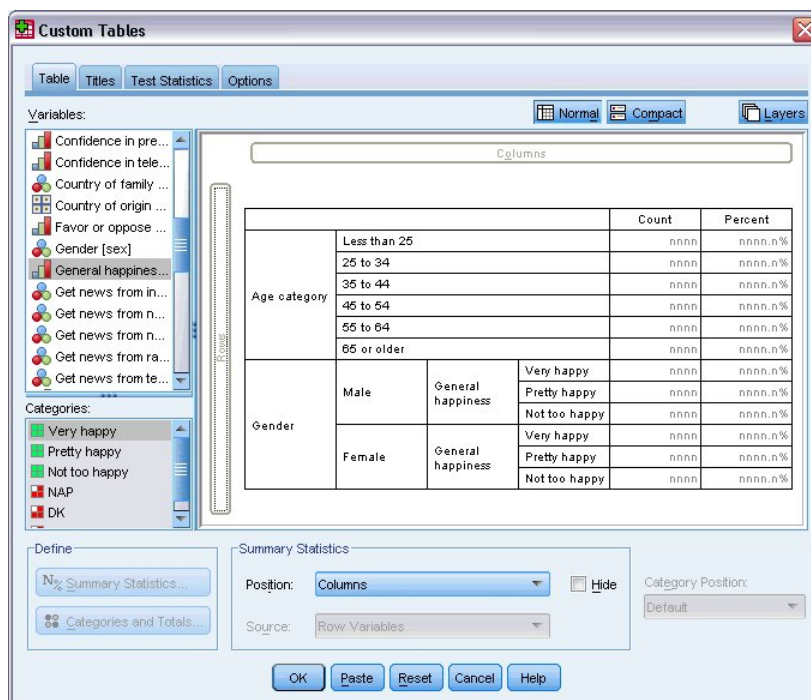 Custom Tables
Table Titles Test Statistics Options
Variables:
Normal Compact Layers
Confidence in pre...
Confidence in tele...
Country of family ...
Country of origin ...
Favor or oppose ...
Gender [sex]
General happines...
Get news from in...
Get news from n...
Get news from n...
Get news from ra...
Get news from te...
Categories:
Very happy
Pretty happy
Not too happy
NAP
DK
Columns
Rows
Count Percent
Age category
Less than 25 nnnn nnnn.n%
25 to 34 nnnn nnnn.n%
35 to 44 nnnn nnnn.n%
45 to 54 nnnn nnnn.n%
55 to 64 nnnn nnnn.n%
65 or older nnnn nnnn.n%
Gender
Male
General
happiness
Very happy nnnn nnnn.n%
Pretty happy nnnn nnnn.n%
Not too happy nnnn nnnn.n%
Female
General
happiness
Very happy nnnn nnnn.n%
Pretty happy nnnn nnnn.n%
Not too happy nnnn nnnn.n%
Define
N% Summary Statistics...
Categories and Totals...
Summary Statistics
Position: Columns Hide
Source: Row Variables
Category Position:
Default
OK Paste Reset Cancel Help